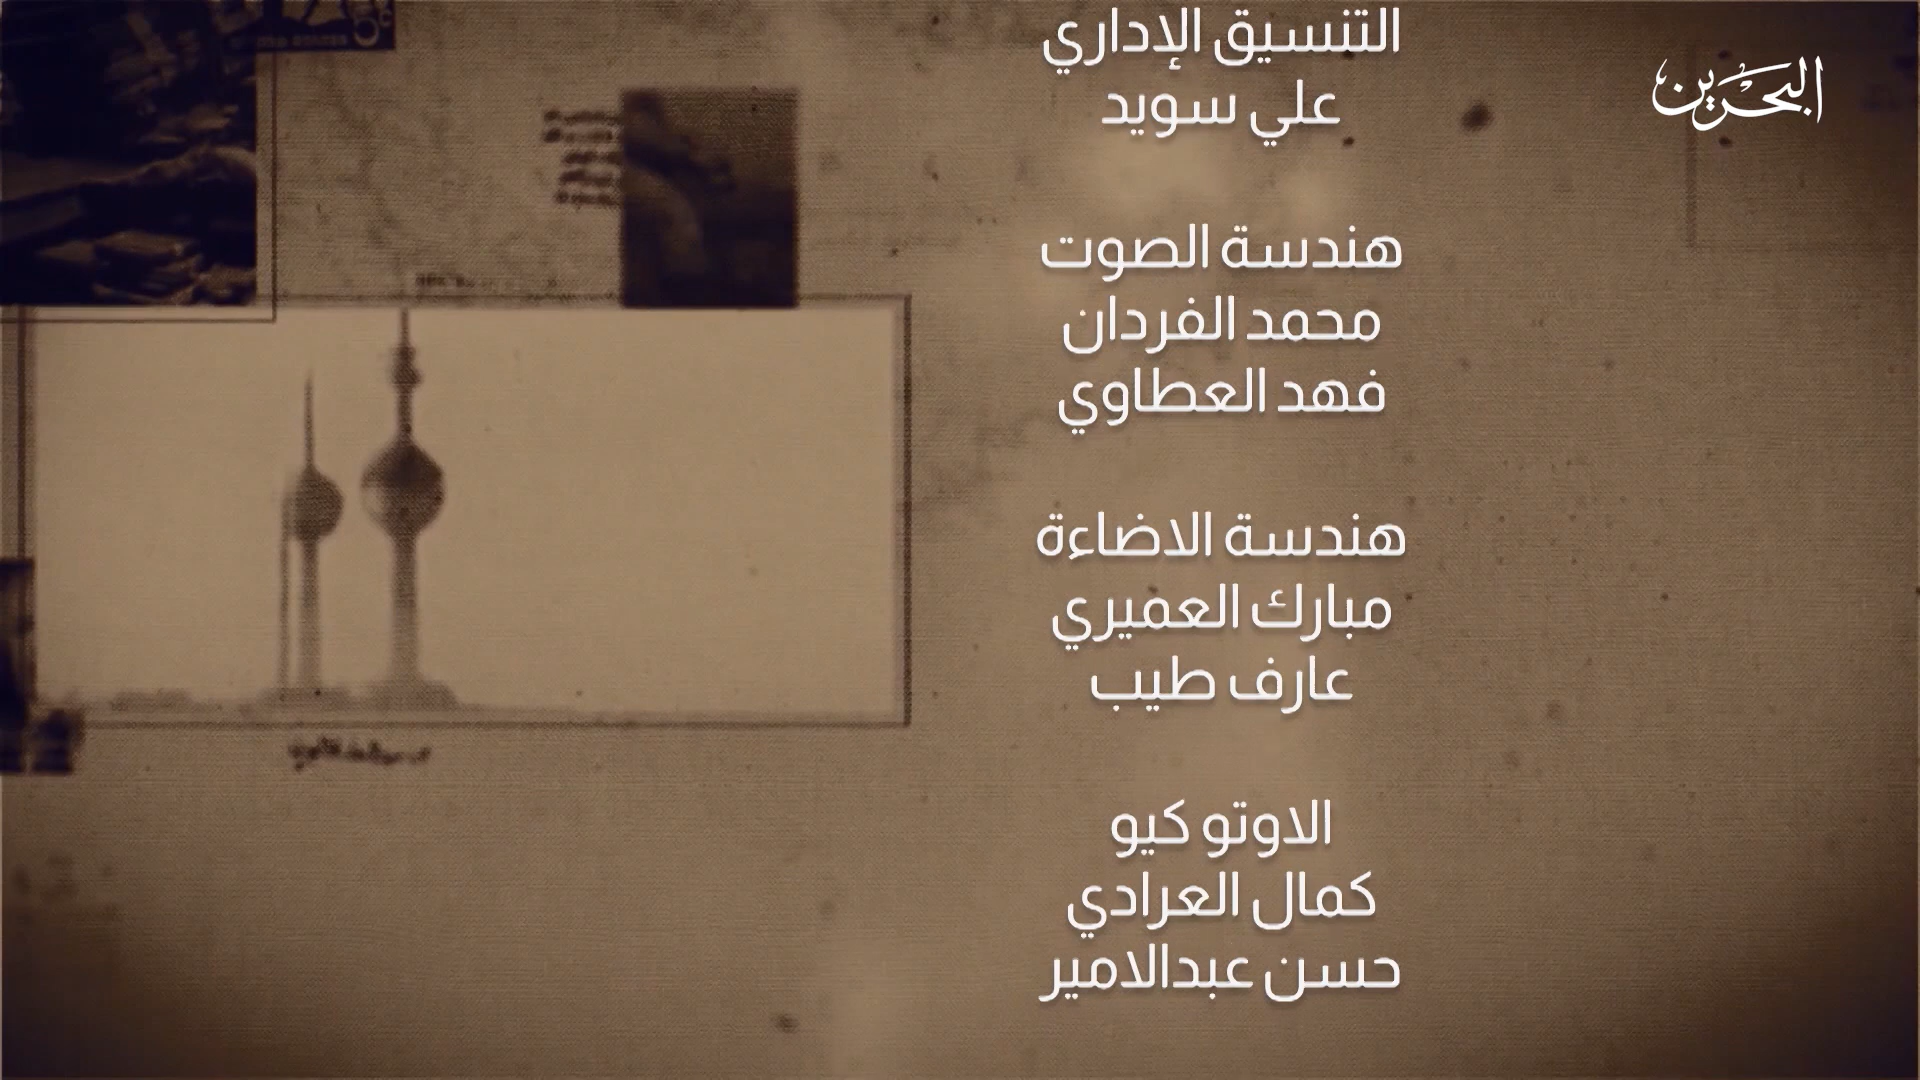 التنسيق الإداري
علي سويد
البحرين
هندسة الصوت
محمد الفردان
فهد العطاوي
هندسة الاضاءة
مبارك العميري
عارف طيب
الاوتو كيو
كمال العرادي
حسن عبدالامير